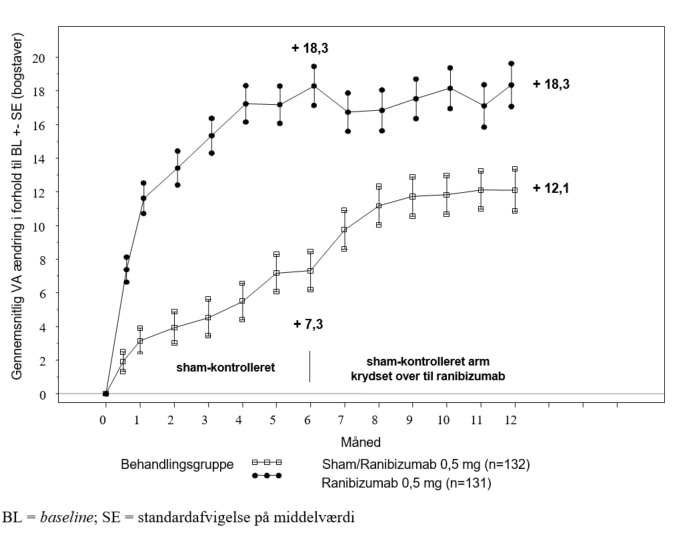 Gennemsnitlig VA ændring i forhold til BL +- SE (bogstaver)
20
18
16
14
12
10
8
6
4
2
0
+ 18,3
+ 18,3
+ 12,1
+ 7,3
sham-kontrolleret
sham-kontrolleret arm
krydset over til ranibizumab
0 1 2 3 4 5 6 7 8 9 10 11 12
Måned
Behandlingsgruppe
Sham/Ranibizumab 0,5 mg (n=132)
Ranibizumab 0,5 mg (n=131)
BL = baseline; SE = standardafvigelse på middelværdi